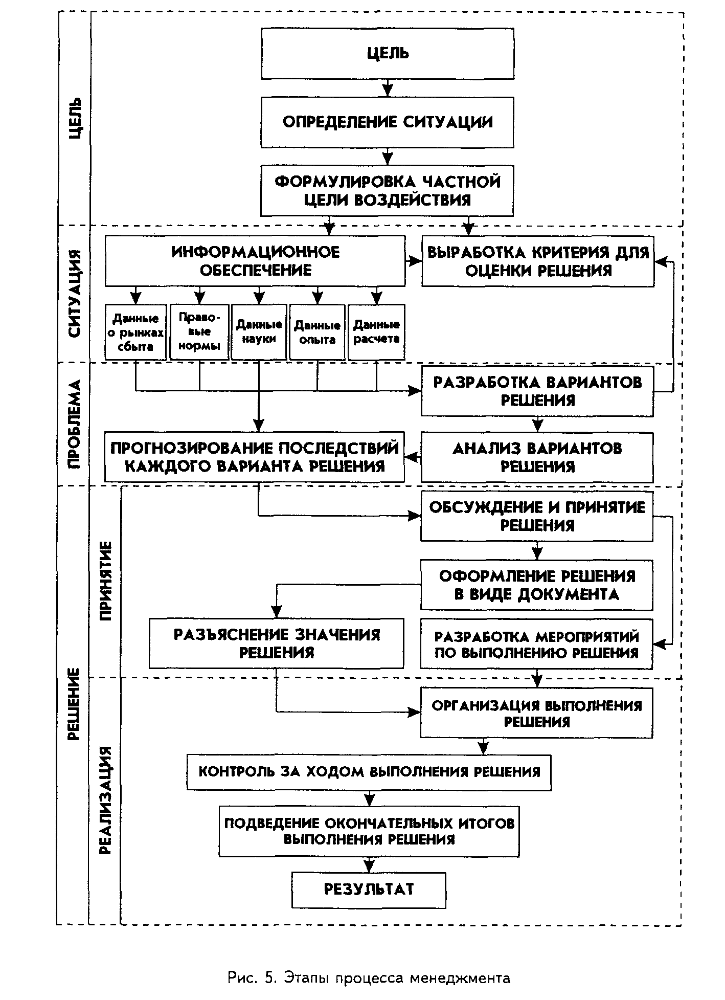 ЦЕЛЬ
ЦЕЛЬ
ОПРЕДЕЛЕНИЕ СИТУАЦИИ
ФОРМУЛИРОВКА ЧАСТНОЙ
ЦЕЛИ ВОЗДЕЙСТВИЯ
СИТУАЦИЯ
ИНФОРМАЦИОННОЕ
ОБЕСПЕЧЕНИЕ
ВЫРАБОТКА КРИТЕРИЯ ДЛЯ
ОЦЕНКИ РЕШЕНИЯ
Данные
о рынках
сбыта
Право-
вые
нормы
Данные
науки
Данные
опыта
Данные
расчета
ПРОБЛЕМА
РАЗРАБОТКА ВАРИАНТОВ
РЕШЕНИЯ
ПРОГНОЗИРОВАНИЕ ПОСЛЕДСТВИЙ
КАЖДОГО ВАРИАНТА РЕШЕНИЯ
АНАЛИЗ ВАРИАНТОВ
РЕШЕНИЯ
РЕШЕНИЕ
ПРИНЯТИЕ
ОБСУЖДЕНИЕ И ПРИНЯТИЕ
РЕШЕНИЯ
ОФОРМЛЕНИЕ РЕШЕНИЯ
В ВИДЕ ДОКУМЕНТА
РАЗЪЯСНЕНИЕ ЗНАЧЕНИЯ
РЕШЕНИЯ
РАЗРАБОТКА МЕРОПРИЯТИЙ
ПО ВЫПОЛНЕНИЮ РЕШЕНИЯ
РЕАЛИЗАЦИЯ
ОРГАНИЗАЦИЯ ВЫПОЛНЕНИЯ
РЕШЕНИЯ
КОНТРОЛЬ ЗА ХОДОМ ВЫПОЛНЕНИЯ РЕШЕНИЯ
ПОДВЕДЕНИЕ ОКОНЧАТЕЛЬНЫХ ИТОГОВ
ВЫПОЛНЕНИЯ РЕШЕНИЯ
РЕЗУЛЬТАТ
Рис. 5. Этапы процесса менеджмента